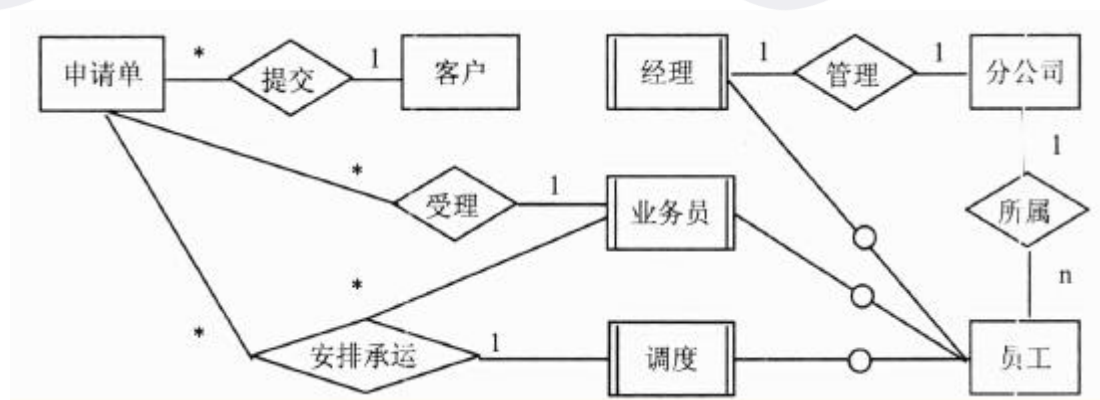 申请单
*
提交
1
客户
经理
1
管理
1
分公司
1
所属
n
*
受理
1
业务员
*
*
安排承运
1
调度
员工